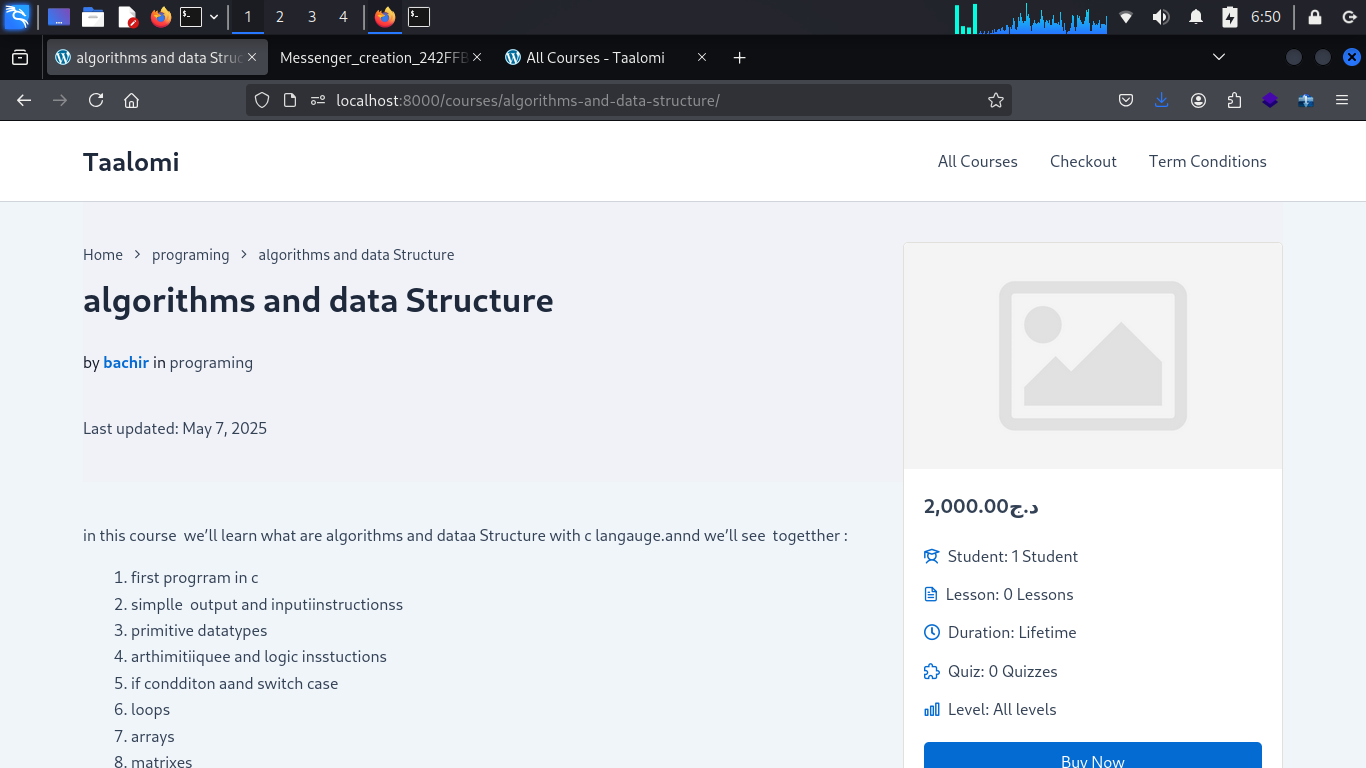 1 2 3 4 6:50
algorithms and data Struc
Messenger_creation_242FFB
All Courses - Taalomi
localhost:8000/courses/algorithms-and-data-structure/
Taalomi
All Courses Checkout Term Conditions
Home > programing > algorithms and data Structure
algorithms and data Structure
by bachir in programing
Last updated: May 7, 2025
in this course we’ll learn what are algorithms and dataa Structure with c langauge.annd we’ll see togetther :
1. first progrram in c
2. simplle output and inputiinstructionss
3. primitive datatypes
4. arthimitiiquee and logic insstuctions
5. if condditon aand switch case
6. loops
7. arrays
8. matrixes
2,000.00د.ج
Student: 1 Student
Lesson: 0 Lessons
Duration: Lifetime
Quiz: 0 Quizzes
Level: All levels
Buy Now